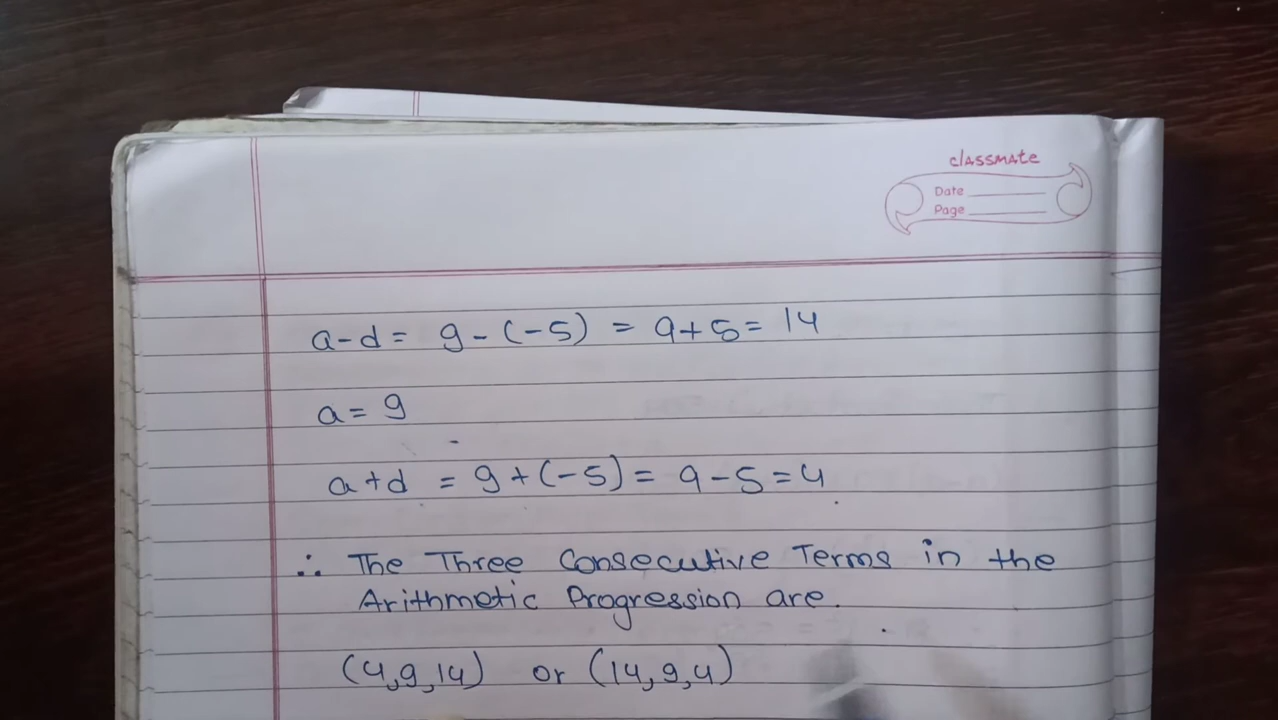 classmate
Date
Page
a-d = 9-(-5) = 9+5 = 14
a = 9
a+d = 9+(-5) = 9-5 = 4
∴ The Three Consecutive Terms in the
Arithmetic Progression are.
(4,9,14) or (14,9,4)